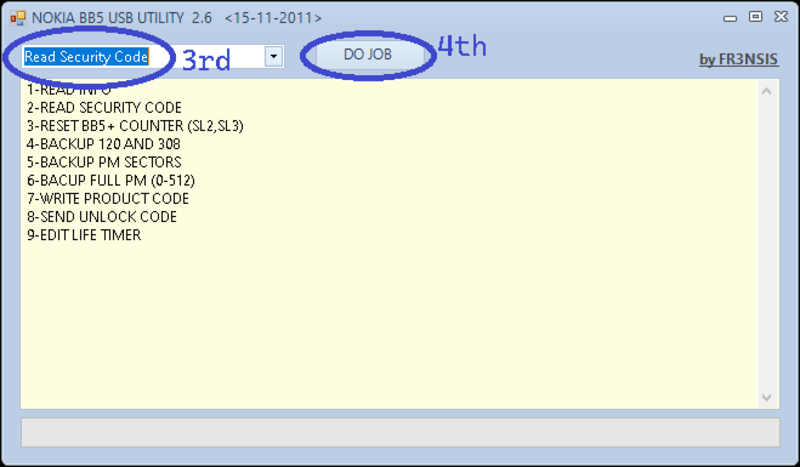 NOKIA BB5 USB UTILITY 2.6 <15-11-2011>
Read Security Code 3rd DO JOB 4th
by FR3NSIS
1-READ INFO
2-READ SECURITY CODE
3-RESET BB5+ COUNTER (SL2,SL3)
4-BACKUP 120 AND 308
5-BACKUP PM SECTORS
6-BACUP FULL PM (0-512)
7-WRITE PRODUCT CODE
8-SEND UNLOCK CODE
9-EDIT LIFE TIMER